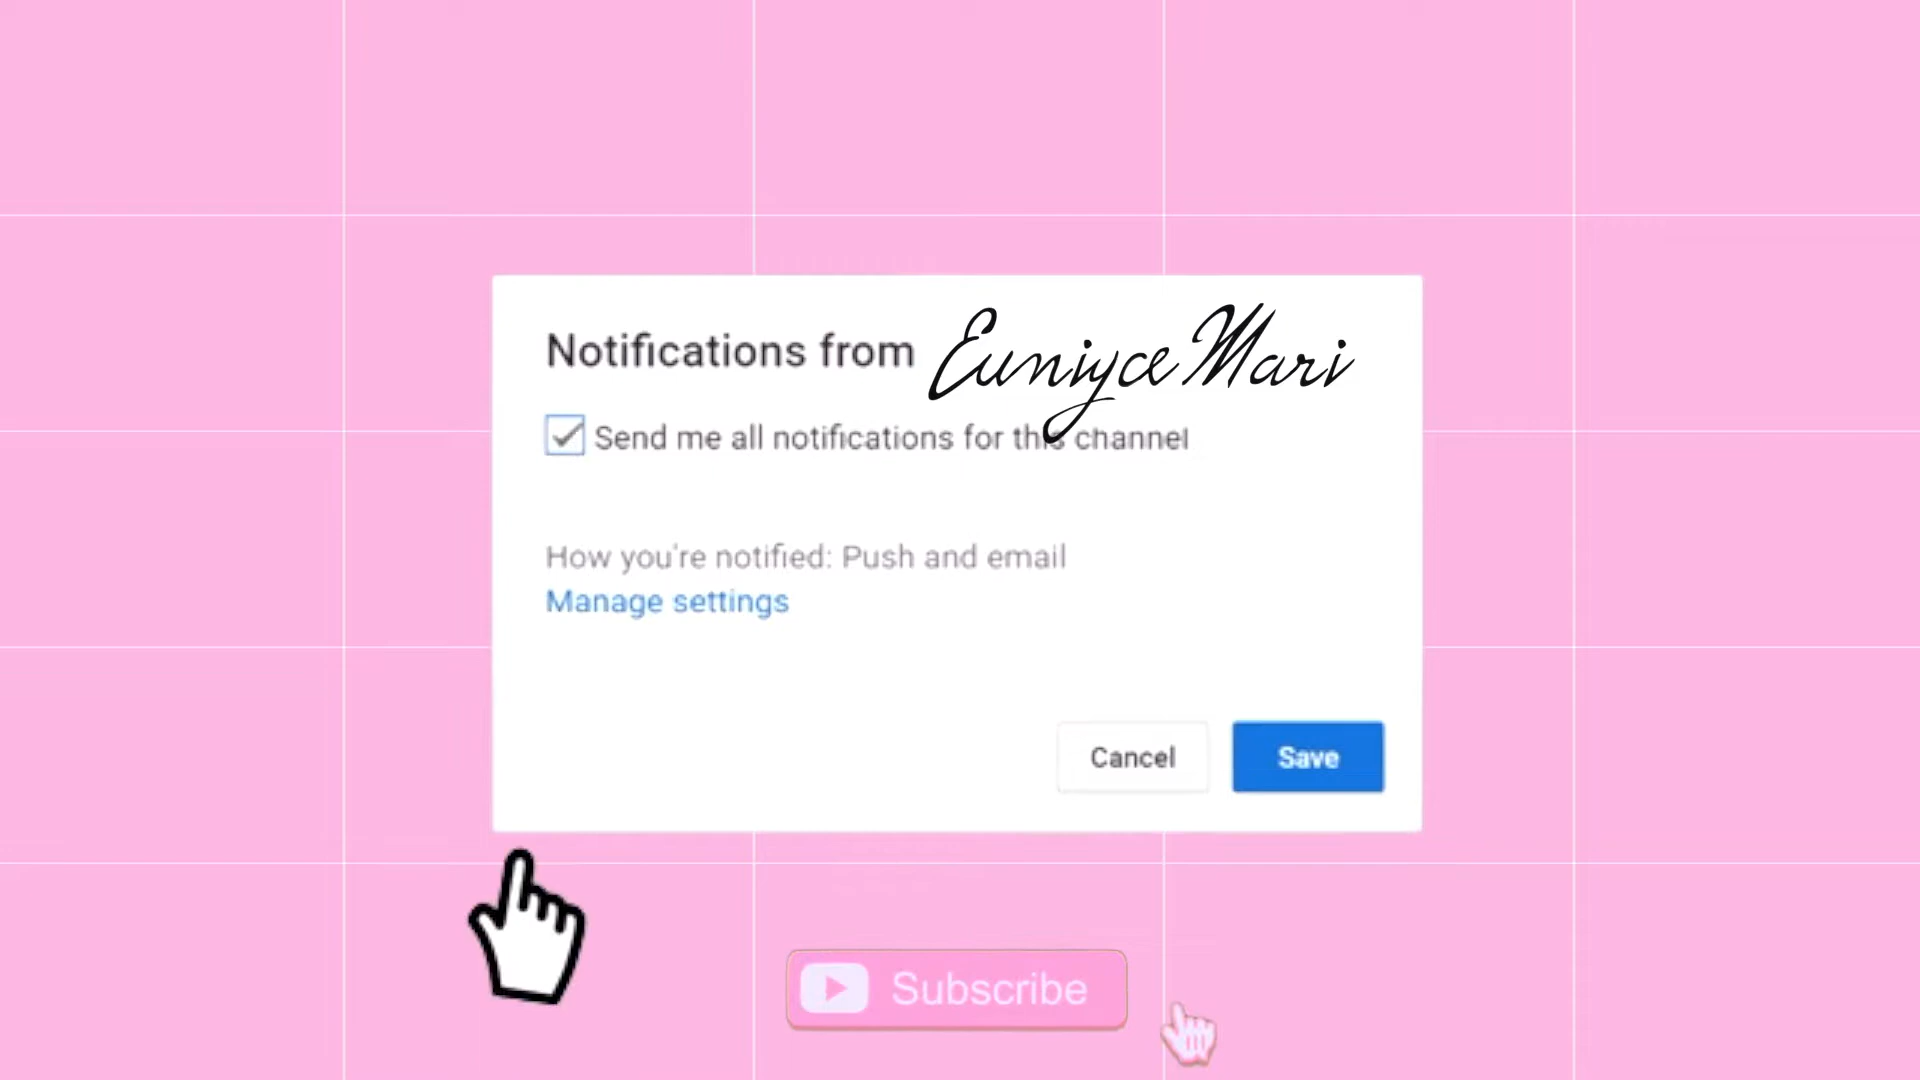 Notifications from Euniyce Mari
Send me all notifications for this channel
How you're notified: Push and email
Manage settings
Cancel
Save
Subscribe